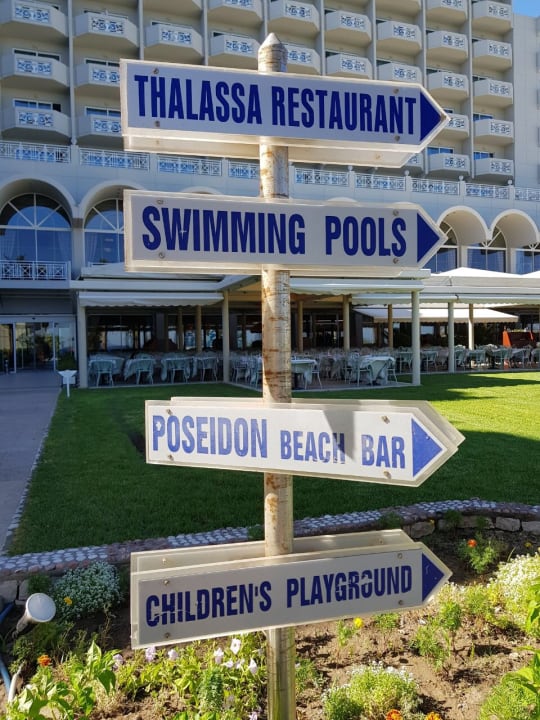 THALASSA RESTAURANT
SWIMMING POOLS
POSEIDON BEACH BAR
CHILDREN'S PLAYGROUND